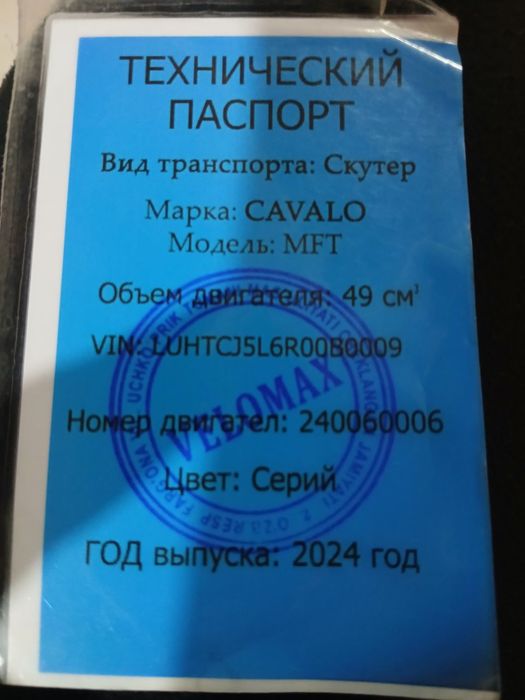 ТЕХНИЧЕСКИЙ
ПАСПОРТ
Вид транспорта: Скутер
Марка: CAVALO
Модель: MFT
Объем двигателя: 49 см³
VIN: LUHTCJ5L6R00B0009
Номер двигател: 240060006
Цвет: Серий
ГОД выпуска: 2024 год
VELOMAX